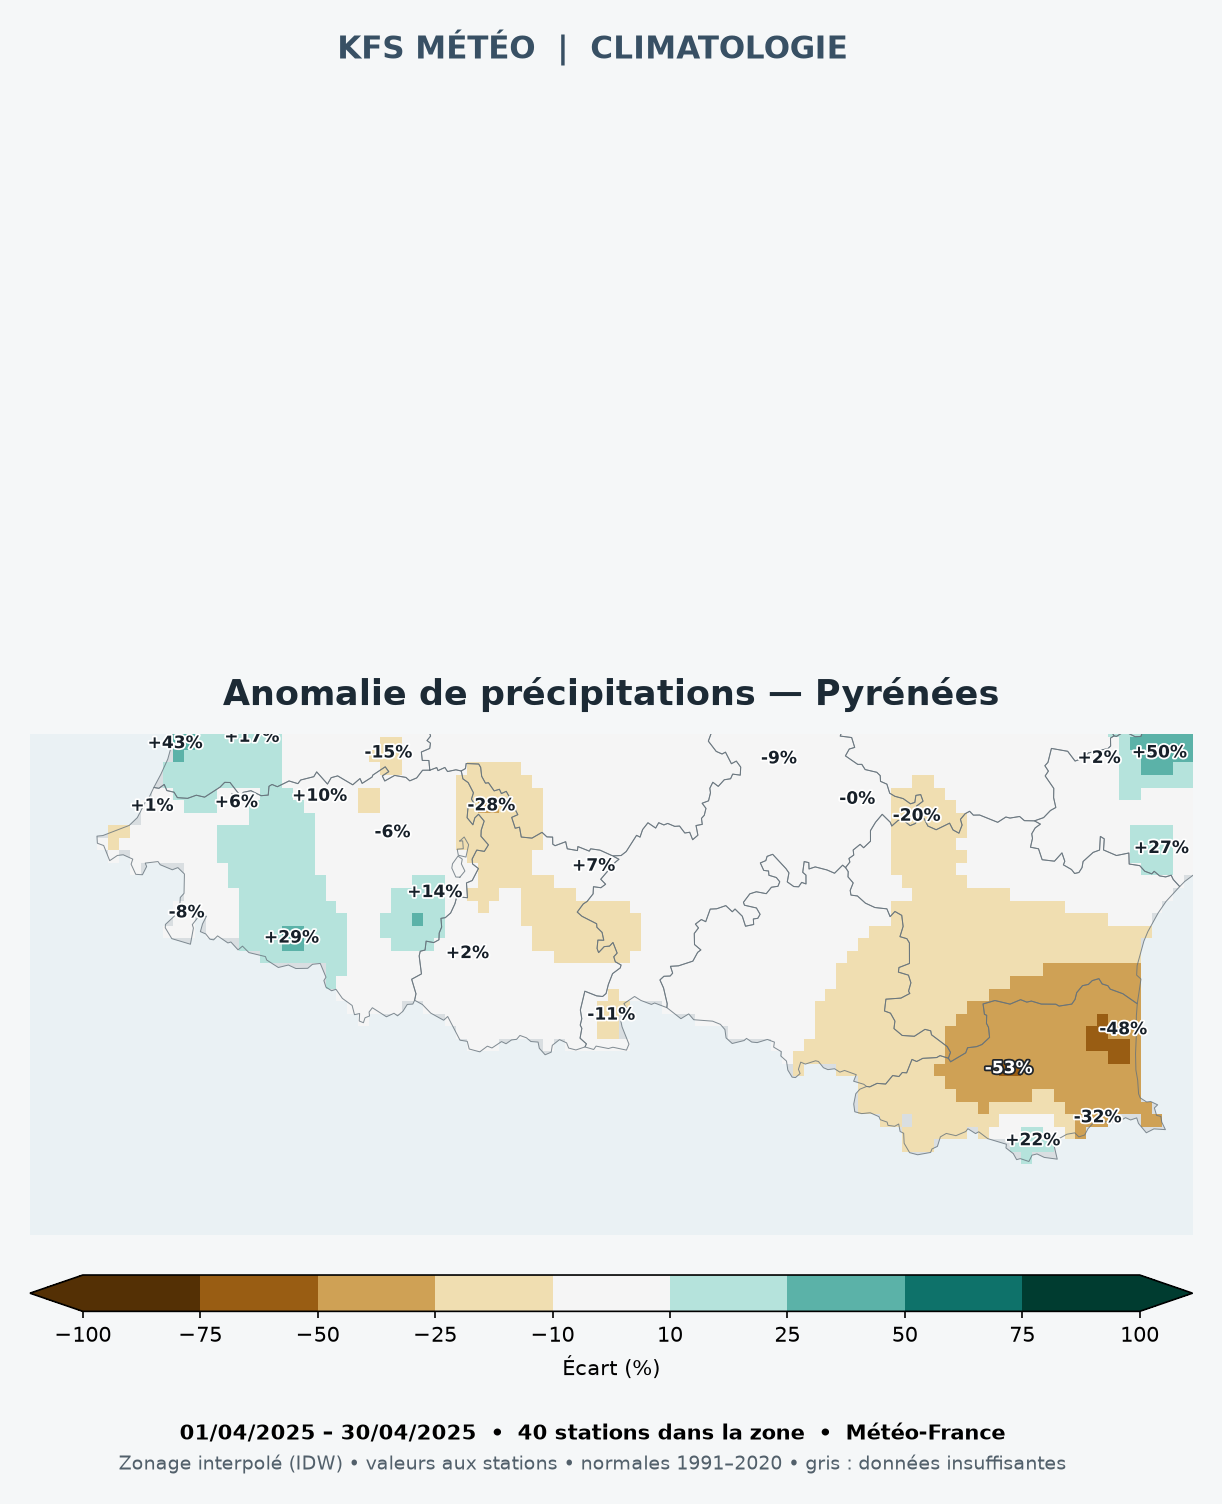 KFS MÉTÉO | CLIMATOLOGIE
Anomalie de précipitations — Pyrénées
+43% +17% -15% -9% +2% +50%
+1% +6% +10% -28% -0% -20%
-6% +7% +27%
-8% +14%
+29% +2%
-11% -48%
-53%
-32%
+22%
−100 −75 −50 −25 −10 10 25 50 75 100
Écart (%)
01/04/2025 – 30/04/2025 • 40 stations dans la zone • Météo-France
Zonage interpolé (IDW) • valeurs aux stations • normales 1991–2020 • gris : données insuffisantes